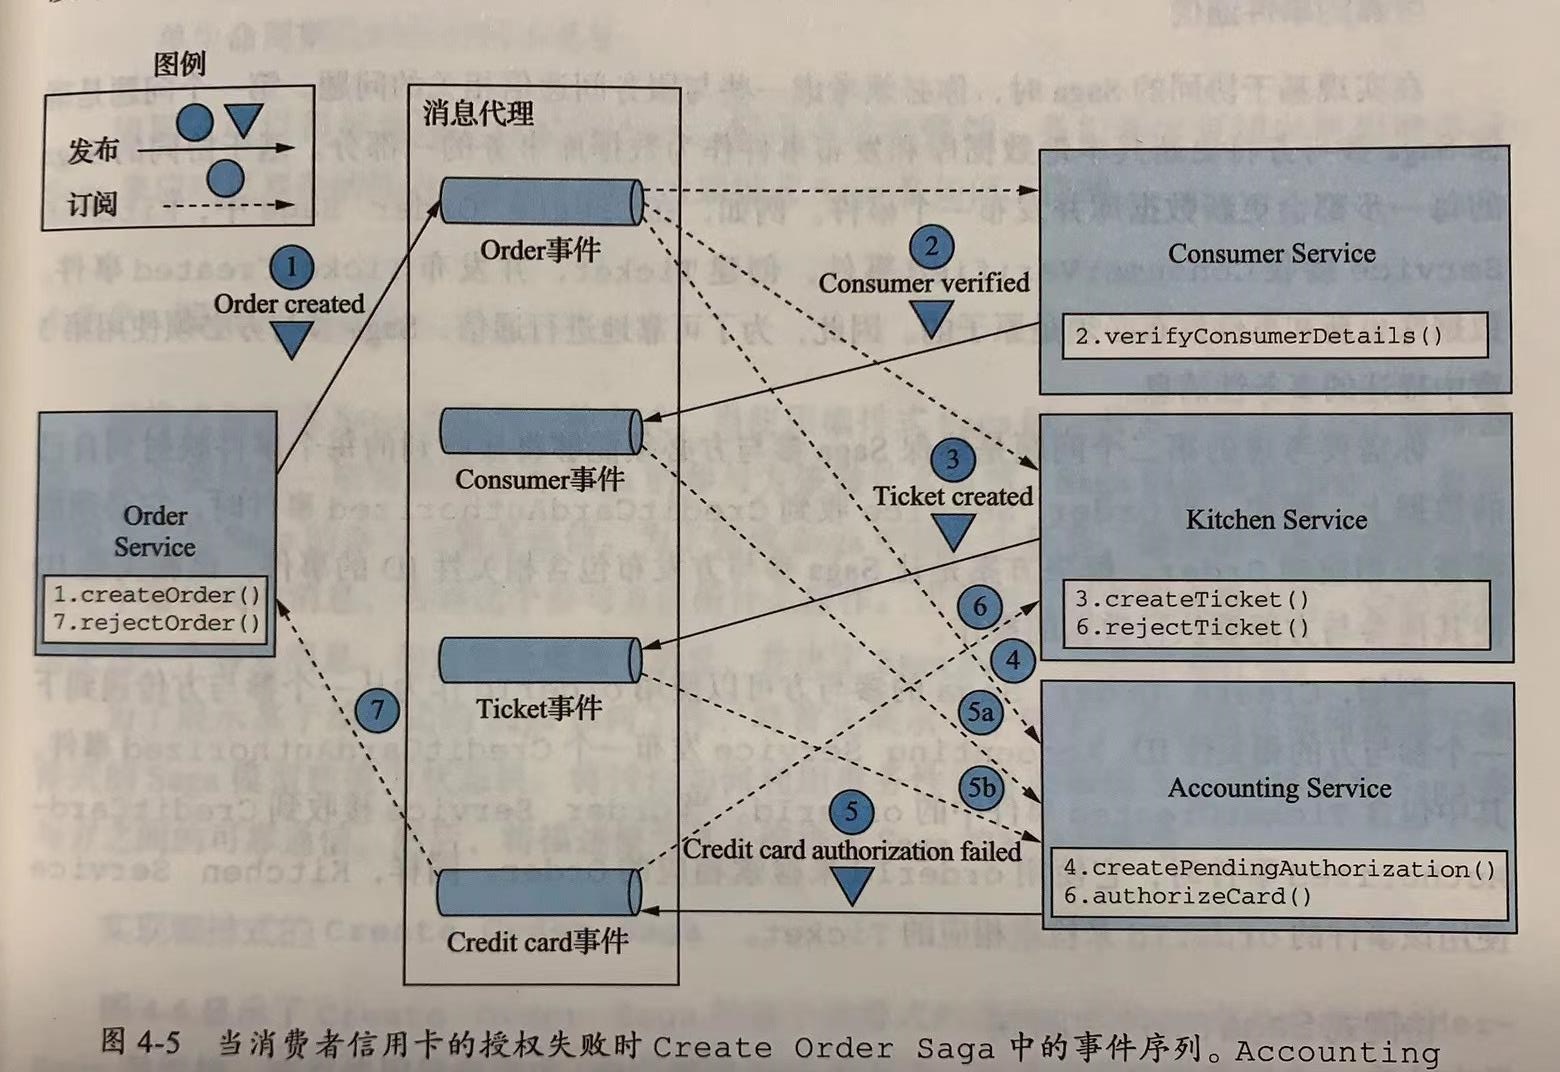 图例
发布
订阅
消息代理
Order事件
1
Order created
2
Consumer verified
Consumer Service
2.verifyConsumerDetails()
Consumer事件
3
Ticket created
Kitchen Service
3.createTicket()
6.rejectTicket()
Order
Service
1.createOrder()
7.rejectOrder()
6
4
5a
5b
7
Ticket事件
Accounting Service
4.createPendingAuthorization()
6.authorizeCard()
5
Credit card authorization failed
Credit card事件
图 4-5 当消费者信用卡的授权失败时 Create Order Saga 中的事件序列。Accounting